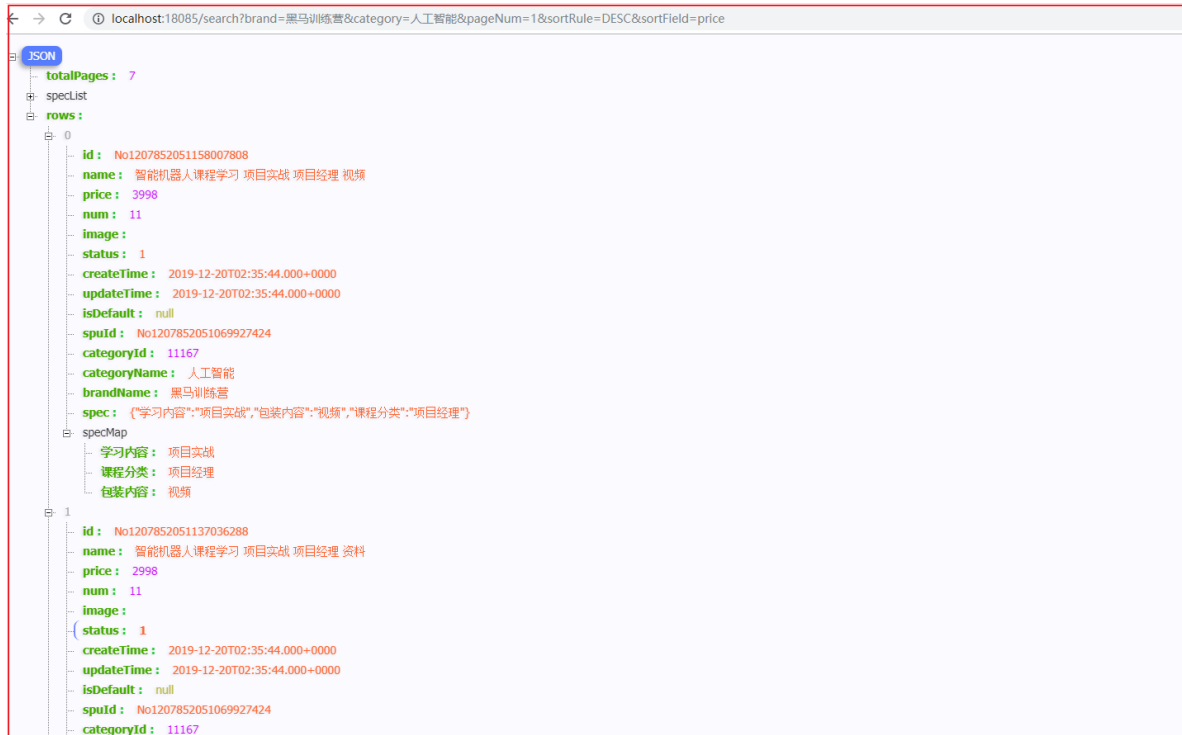 localhost:18085/search?brand=黑马训练营&category=人工智能&pageNum=1&sortRule=DESC&sortField=price
JSON
totalPages : 7
specList
rows :
0
id : No1207852051158007808
name : 智能机器人课程学习 项目实战 项目经理 视频
price : 3998
num : 11
image :
status : 1
createTime : 2019-12-20T02:35:44.000+0000
updateTime : 2019-12-20T02:35:44.000+0000
isDefault : null
spuId : No1207852051069927424
categoryId : 11167
categoryName : 人工智能
brandName : 黑马训练营
spec : {"学习内容":"项目实战","包装内容":"视频","课程分类":"项目经理"}
specMap
学习内容 : 项目实战
课程分类 : 项目经理
包装内容 : 视频
1
id : No1207852051137036288
name : 智能机器人课程学习 项目实战 项目经理 资料
price : 2998
num : 11
image :
status : 1
createTime : 2019-12-20T02:35:44.000+0000
updateTime : 2019-12-20T02:35:44.000+0000
isDefault : null
spuId : No1207852051069927424
categoryId : 11167